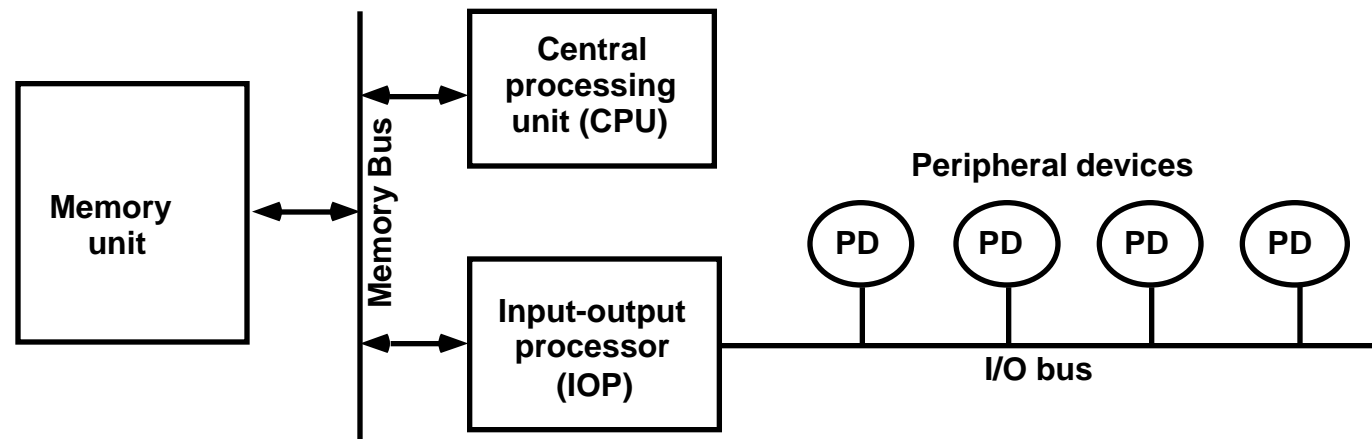 Memory
unit
Memory Bus
Central
processing
unit (CPU)
Input-output
processor
(IOP)
Peripheral devices
PD PD PD PD
I/O bus